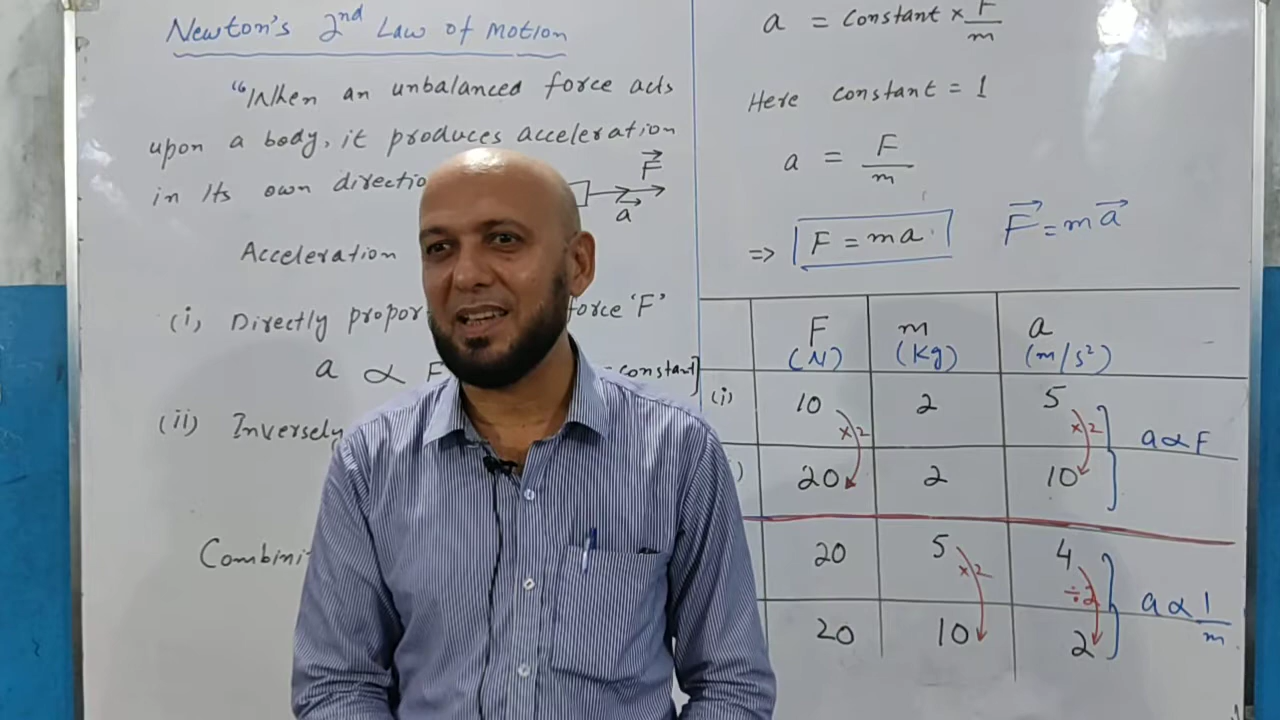 Newton's 2nd Law of Motion
"When an unbalanced force acts
upon a body, it produces acceleration
in its own directio
F
a
Acceleration
(i) Directly propor force 'F'
a ∝ F constant]
(ii) Inversely
Combini
a = Constant × F/m
Here constant = 1
a = F/m
=> F = ma. F = ma
F m a
(N) (Kg) (m/s²)
(i) 10 2 5
×2 ×2 a∝F
) 20 2 10
20 5 4
×2 ÷2 a∝1/m
20 10 2